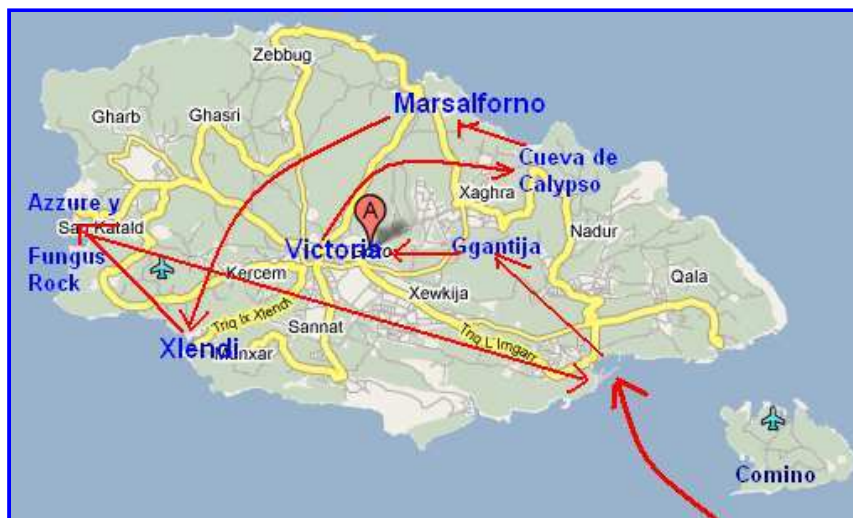 Zebbug
Marsalforno
Gharb
Ghasri
Cueva de
Calypso
Xaghra
Azzure y
San Katald
Fungus
Rock
A
Victoria
Ggantija
Nadur
Kercem
Qala
Xewkija
Triq Ix Xlendi
Sannat
Triq L' Imgarr
Xlendi
Munxar
Comino